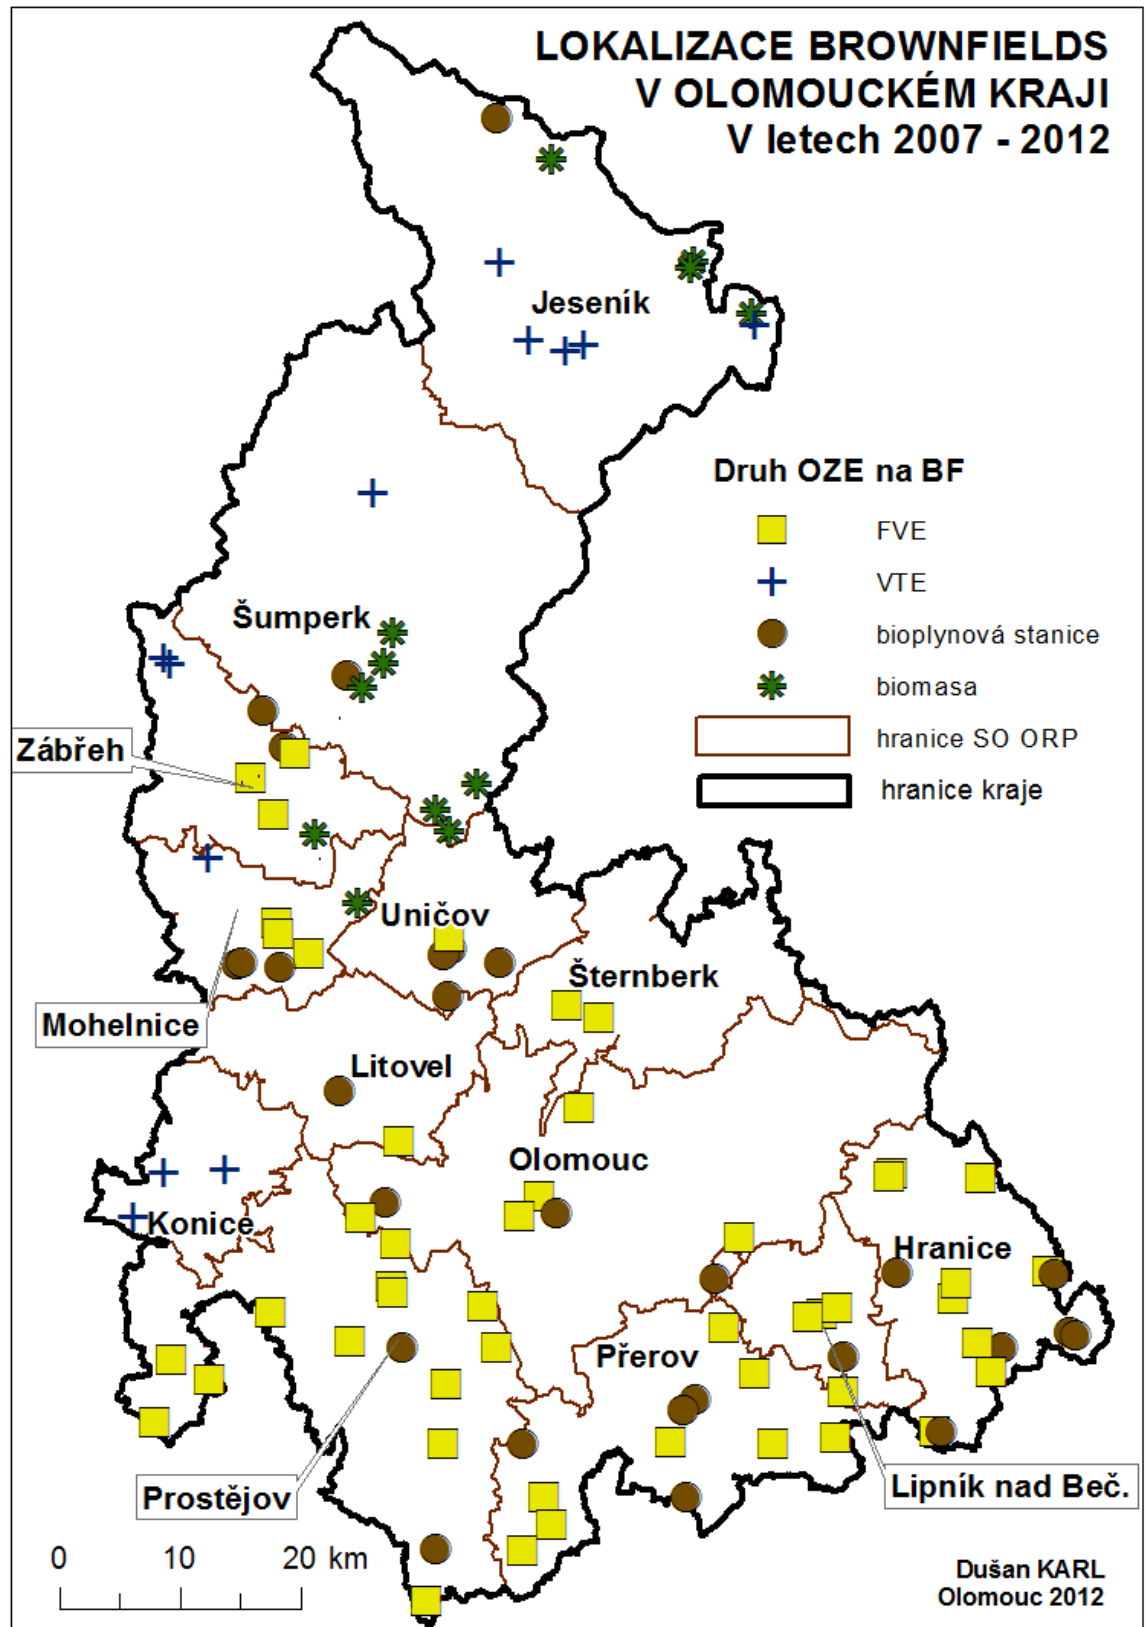 LOKALIZACE BROWNFIELDS
V OLOMOUCKÉM KRAJI
V letech 2007 - 2012
Jeseník
Druh OZE na BF
FVE
VTE
bioplynová stanice
biomasa
hranice SO ORP
hranice kraje
Šumperk
Zábřeh
Uničov
Šternberk
Mohelnice
Litovel
Olomouc
Konice
Hranice
Přerov
Prostějov
Lipník nad Beč.
0 10 20 km
Dušan KARL
Olomouc 2012